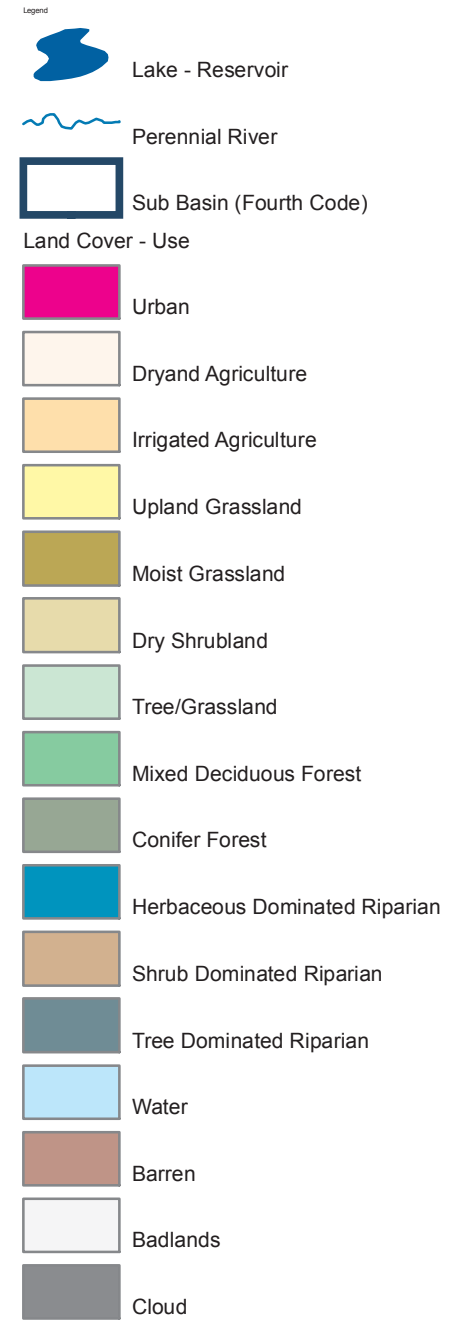 Legend
Lake - Reservoir
Perennial River
Sub Basin (Fourth Code)
Land Cover - Use
Urban
Dryand Agriculture
Irrigated Agriculture
Upland Grassland
Moist Grassland
Dry Shrubland
Tree/Grassland
Mixed Deciduous Forest
Conifer Forest
Herbaceous Dominated Riparian
Shrub Dominated Riparian
Tree Dominated Riparian
Water
Barren
Badlands
Cloud